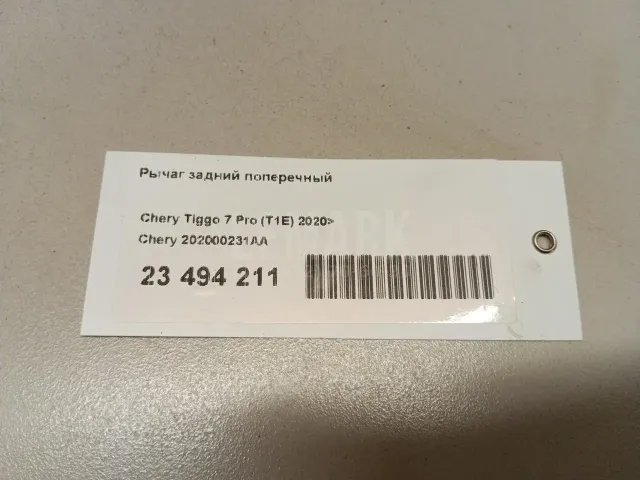 Рычаг задний поперечный
Chery Tiggo 7 Pro (T1E) 2020>
Chery 202000231AA
23 494 211